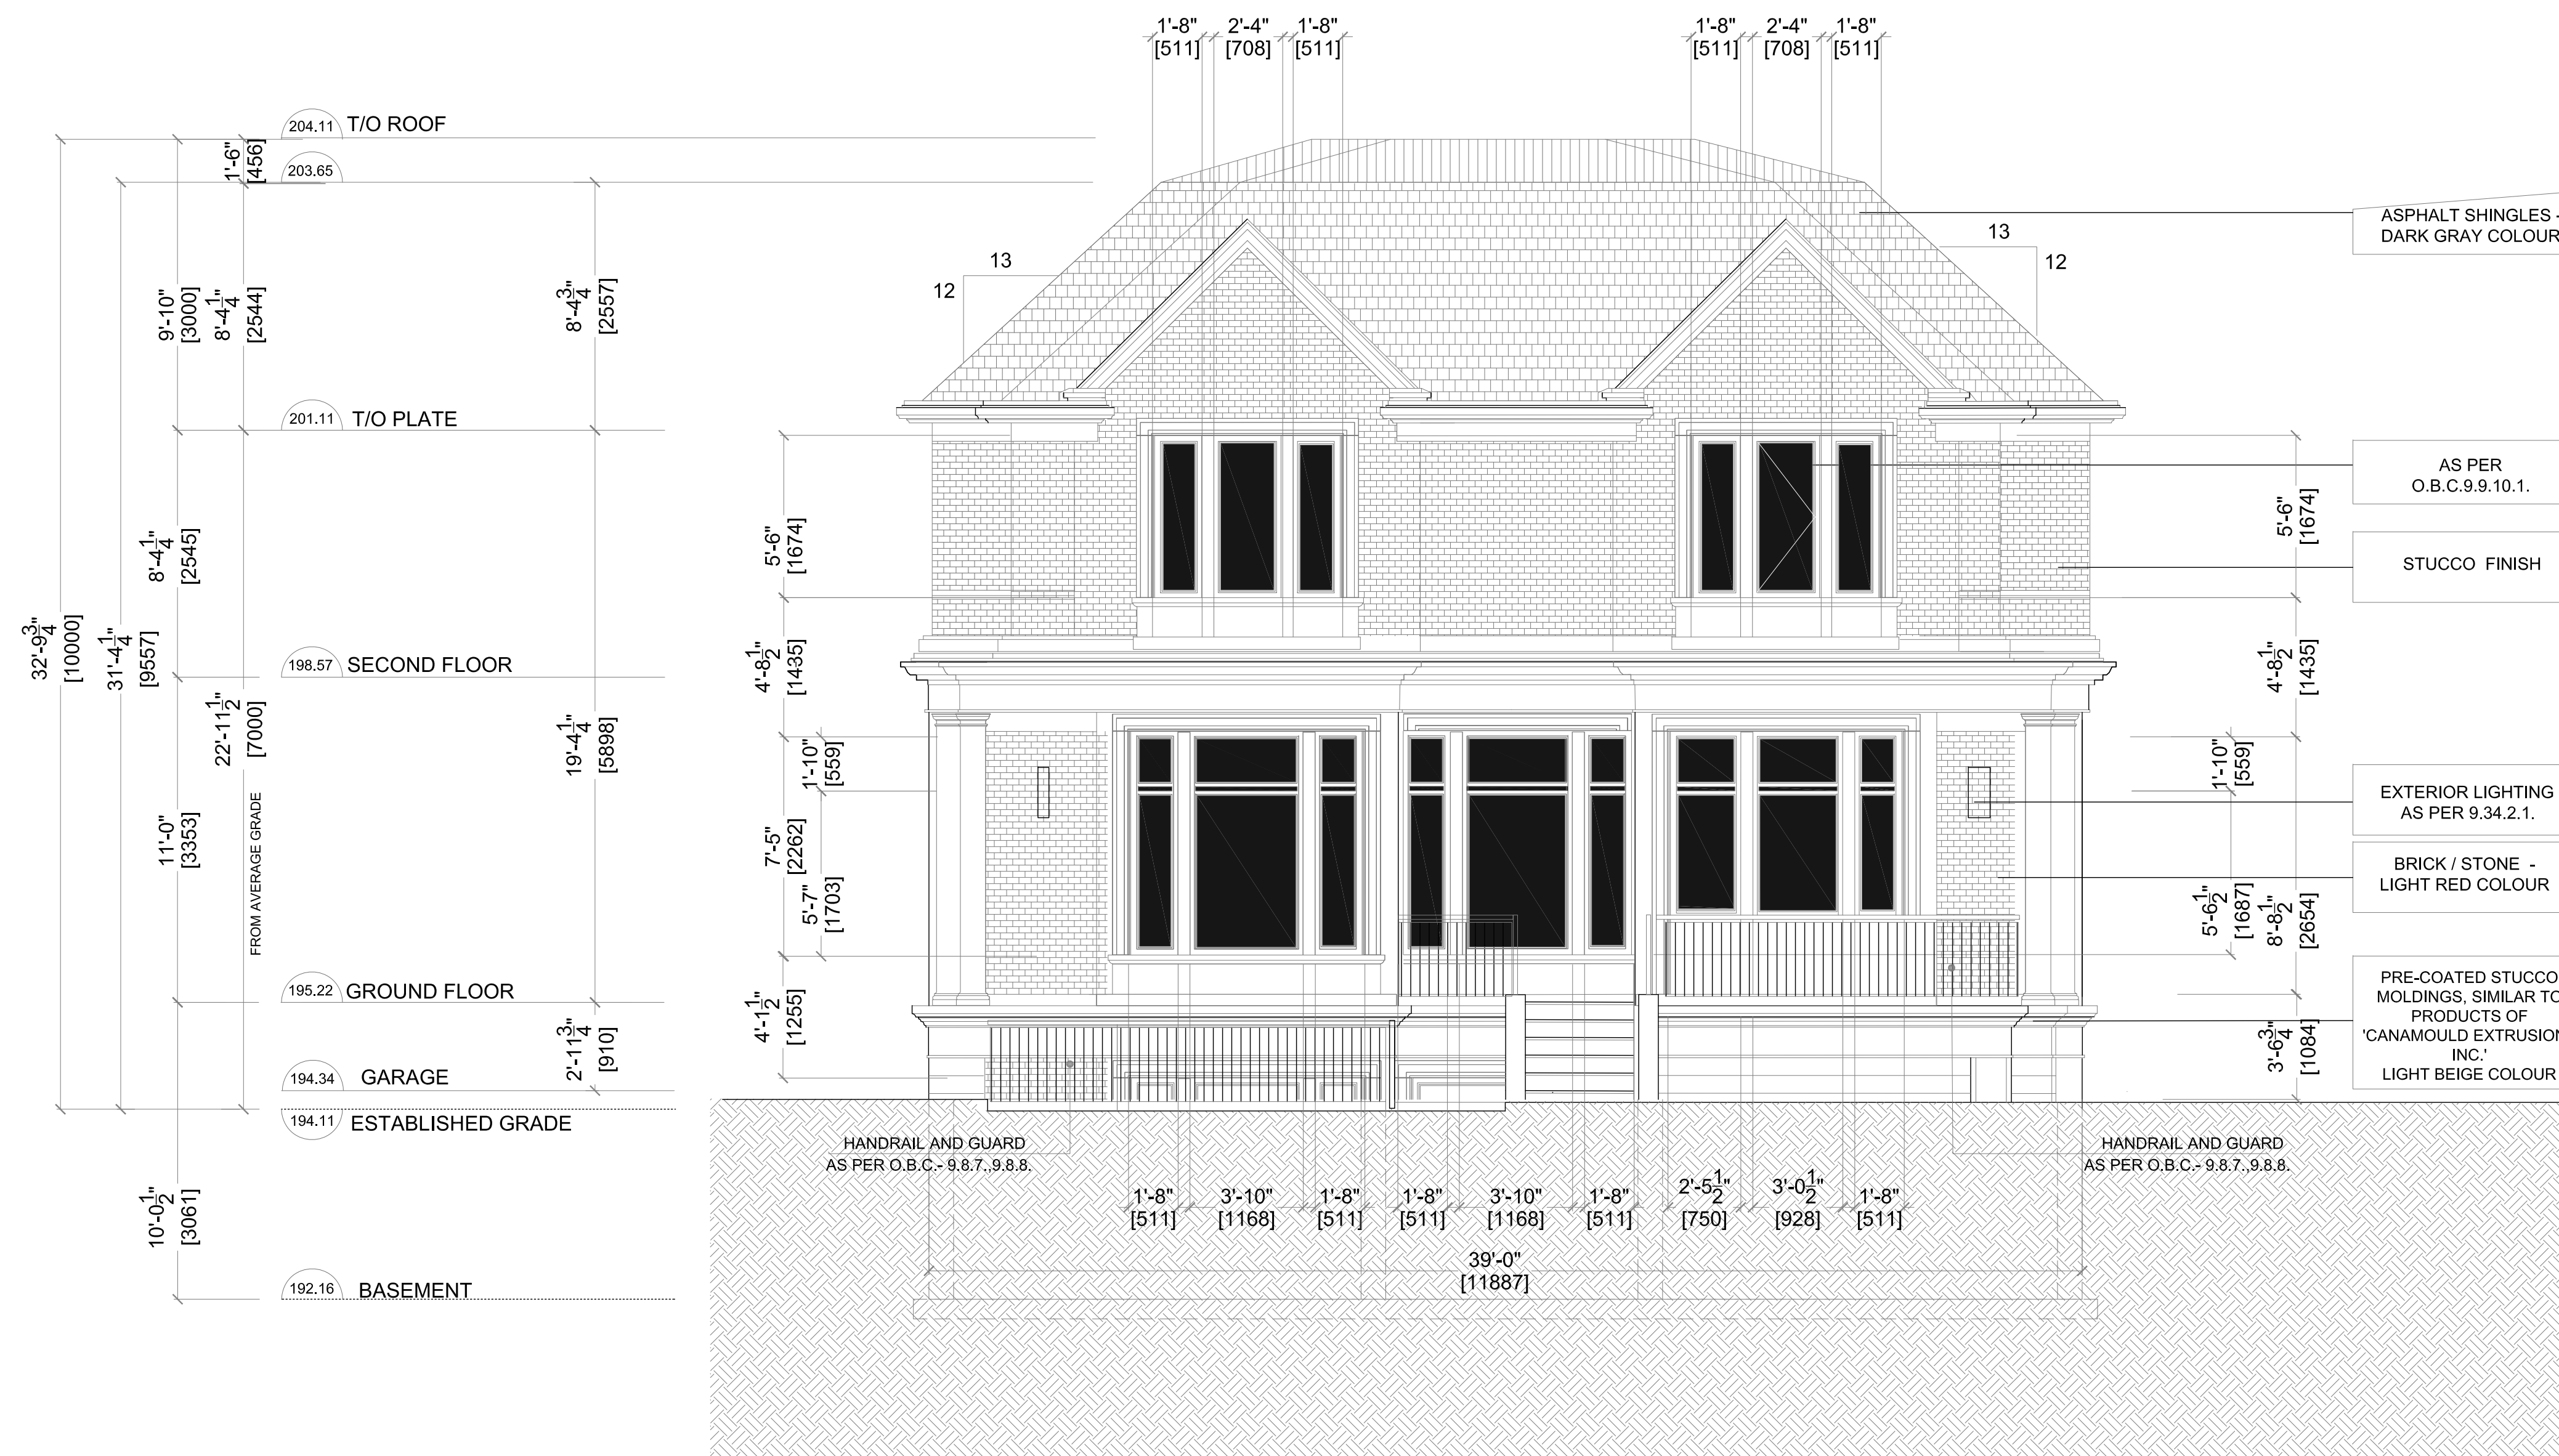 1'-8" 2'-4" 1'-8"
[511] [708] [511]
1'-8" 2'-4" 1'-8"
[511] [708] [511]
204.11 T/O ROOF
203.65
1'-6"
[456]
9'-10"
[3000]
8'-4 1/4"
[2544]
8'-4 3/4"
[2557]
201.11 T/O PLATE
8'-4 1/4"
[2545]
32'-9 3/4"
[10000]
31'-4 1/4"
[9557]
198.57 SECOND FLOOR
22'-11 1/2"
[7000]
FROM AVERAGE GRADE
19'-4 1/4"
[5898]
11'-0"
[3353]
195.22 GROUND FLOOR
2'-11 3/4"
[910]
194.34 GARAGE
194.11 ESTABLISHED GRADE
10'-0 1/2"
[3061]
192.16 BASEMENT
13
12
13
12
5'-6"
[1674]
4'-8 1/2"
[1435]
1'-10"
[559]
7'-5"
[2262]
5'-7"
[1703]
4'-1 1/2"
[1255]
5'-6"
[1674]
4'-8 1/2"
[1435]
1'-10"
[559]
5'-6 1/2"
[1687]
8'-8 1/2"
[2654]
3'-6 3/4"
[1084]
ASPHALT SHINGLES -
DARK GRAY COLOUR
AS PER
O.B.C.9.9.10.1.
STUCCO FINISH
EXTERIOR LIGHTING
AS PER 9.34.2.1.
BRICK / STONE -
LIGHT RED COLOUR
PRE-COATED STUCCO
MOLDINGS, SIMILAR TO
PRODUCTS OF
'CANAMOULD EXTRUSION
INC.'
LIGHT BEIGE COLOUR
HANDRAIL AND GUARD
AS PER O.B.C.- 9.8.7.,9.8.8.
HANDRAIL AND GUARD
AS PER O.B.C.- 9.8.7.,9.8.8.
1'-8" 3'-10" 1'-8" 1'-8" 3'-10" 1'-8" 2'-5 1/2" 3'-0 1/2" 1'-8"
[511] [1168] [511] [511] [1168] [511] [750] [928] [511]
39'-0"
[11887]